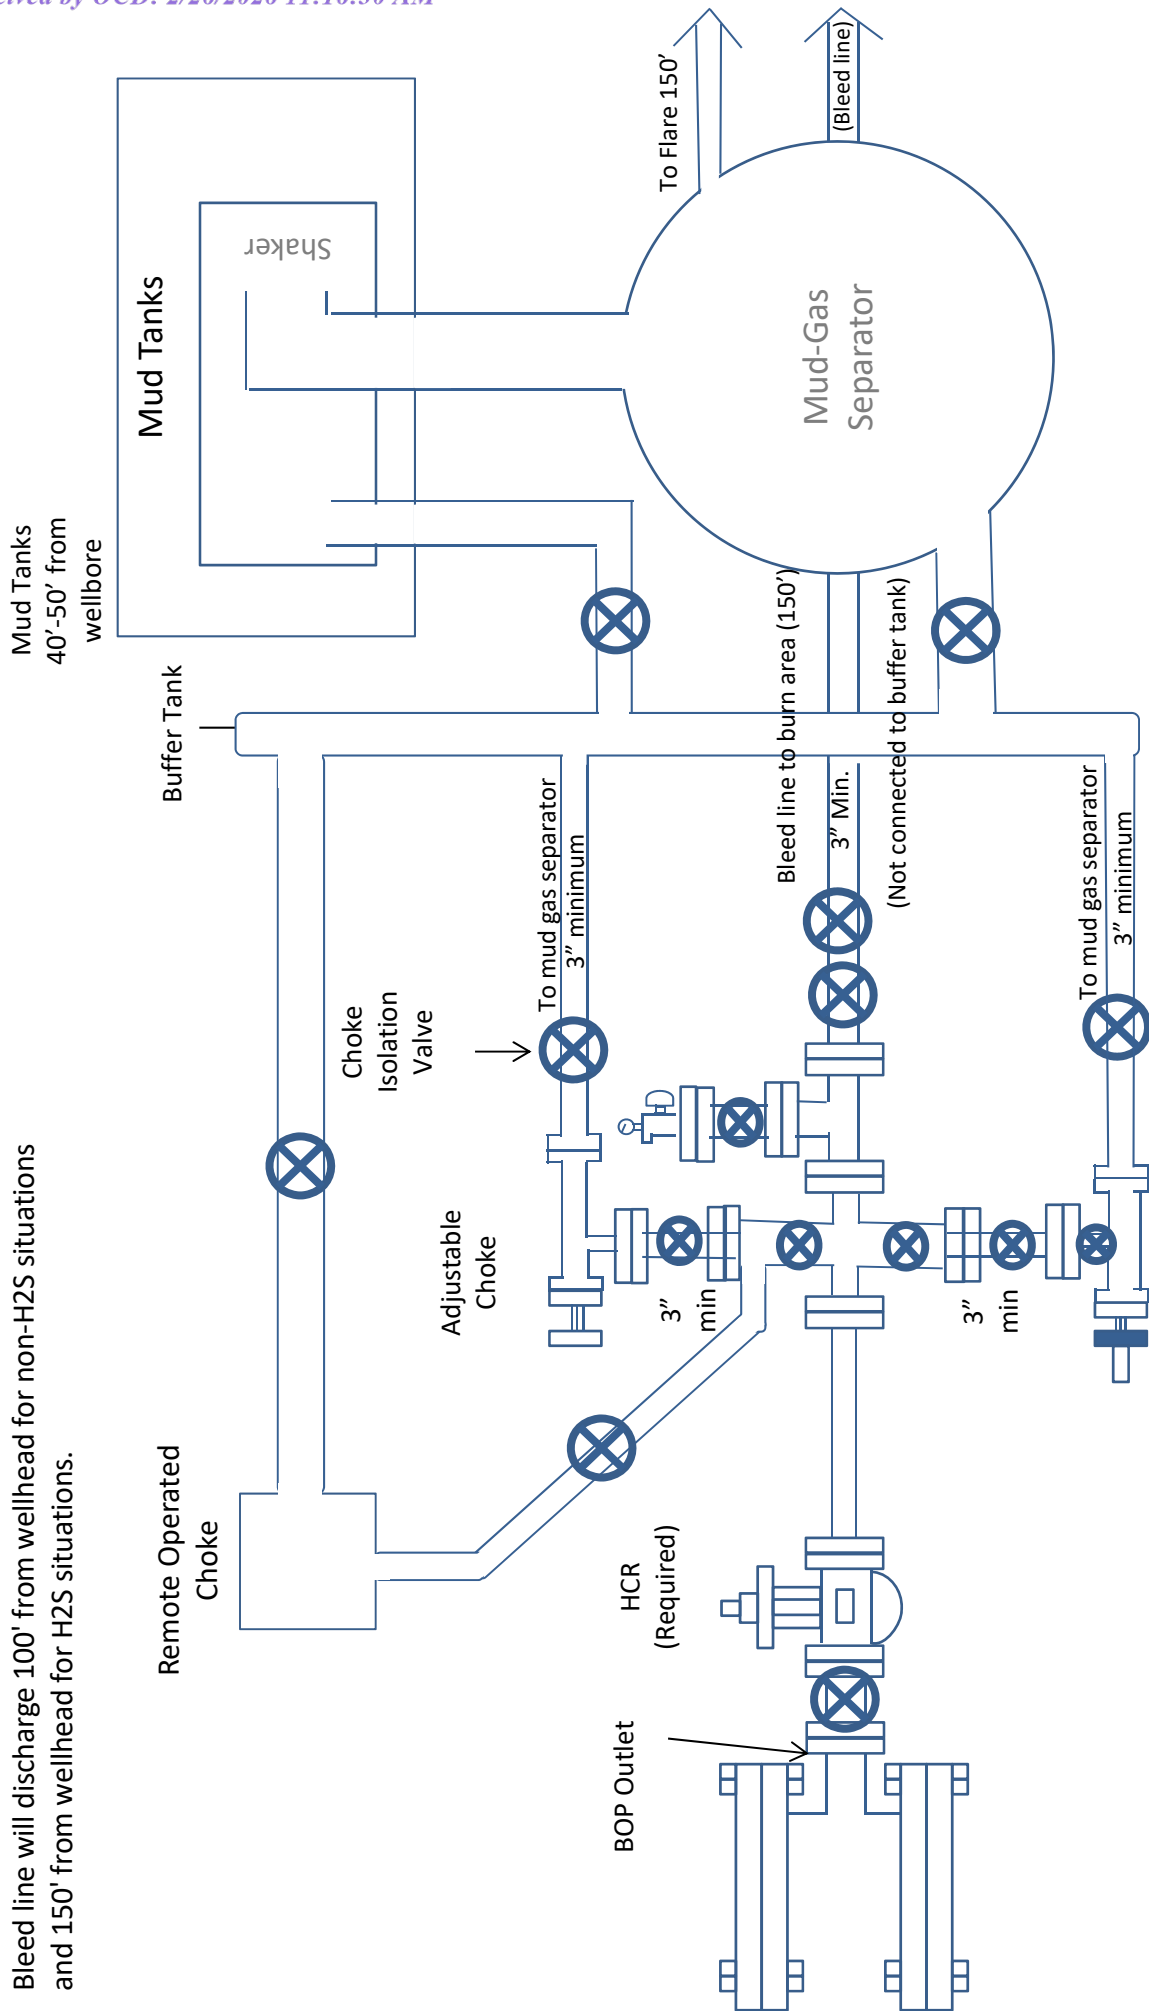 Bleed line will discharge 100' from wellhead for non-H2S situations
and 150' from wellhead for H2S situations.
Mud Tanks
40’-50’ from
wellbore
Mud Tanks
Shaker
Buffer Tank
Remote Operated
Choke
Choke
Isolation
Valve
Adjustable
Choke
To mud gas separator
3” minimum
To Flare 150’
(Bleed line)
Mud-Gas
Separator
Bleed line to burn area (150’)
3” Min.
(Not connected to buffer tank)
3”
min
3”
min
To mud gas separator
3” minimum
HCR
(Required)
BOP Outlet